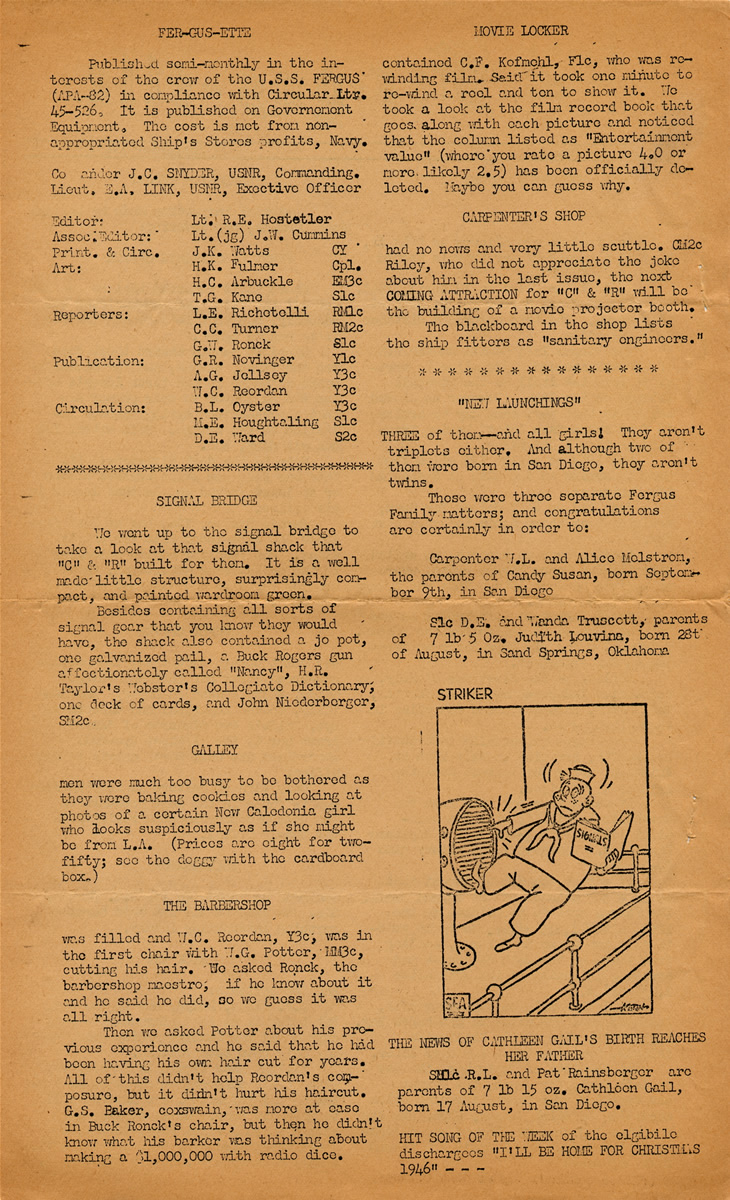 FER-GUS-ETTE
Published semi-monthly in the in-
terests of the crew of the U.S.S. FERGUS
(APA-82) in compliance with Circular Ltr.
45-526. It is published on Governement
Equipment. The cost is met from non-
appropriated Ship's Stores profits, Navy.
Co ander J.C. SNYDER, USNR, Commanding.
Lieut. E.A. LINK, USNR, Exective Officer
Editor: Lt. R.E. Hostetler
Assoc.Editor: Lt.(jg) J.W. Cummins
Print. & Circ. J.K. Watts CY
Art: H.K. Fulmer Cpl.
H.C. Arbuckle EM3c
T.G. Kane S1c
Reporters: L.E. Richetelli RM1c
C.C. Turner RM2c
G.W. Ronck S1c
Publication: G.R. Novinger Y1c
A.G. Jellsey Y3c
W.C. Reordan Y3c
Circulation: B.L. Oyster Y3c
M.E. Houghtaling S1c
D.E. Ward S2c
****************************************
SIGNAL BRIDGE
We went up to the signal bridge to
take a look at that signal shack that
"C" & "R" built for them. It is a well
made little structure, surprisingly com-
pact, and painted wardroom green.
Besides containing all sorts of
signal gear that you know they would
have, the shack also contained a jo pot,
one galvanized pail, a Buck Rogers gun
affectionately called "Nancy", H.R.
Taylor's Webster's Collegiate Dictionary;
one deck of cards, and John Niederberger,
SM2c.
GALLEY
men were much too busy to be bothered as
they were baking cookies and looking at
photos of a certain New Caledonia girl
who looks suspiciously as if she might
be from L.A. (Prices are eight for two-
fifty; see the doggy with the cardboard
box.)
THE BARBERSHOP
was filled and W.C. Reordan, Y3c, was in
the first chair with W.G. Potter, MM3c,
cutting his hair. We asked Ronck, the
barbershop maestro, if he knew about it
and he said he did, so we guess it was
all right.
Then we asked Potter about his pre-
vious experience and he said that he had
been having his own hair cut for years.
All of this didn't help Reordan's com-
posure, but it didn't hurt his haircut.
G.S. Baker, coxswain, was more at ease
in Buck Ronck's chair, but then he didn't
know what his barker was thinking about
making a $1,000,000 with radio dice.
MOVIE LOCKER
contained C.F. Kofmehl, F1c, who was re-
winding film. Said it took one minute to
re-wind a reel and ten to show it. We
took a look at the film record book that
goes along with each picture and noticed
that the column listed as "Entertainment
value" (where you rate a picture 4.0 or
more likely 2.5) has been officially de-
leted. Maybe you can guess why.
CARPENTER'S SHOP
had no news and very little scuttle. CM2c
Riley, who did not appreciate the joke
about him in the last issue, the next
COMING ATTRACTION for "C" & "R" will be
the building of a movie projector booth.
The blackboard in the shop lists
the ship fitters as "sanitary engineers."
* * * * * * * * * * * * * * * *
"NEW LAUNCHINGS"
THREE of them--and all girls! They aren't
triplets either. And although two of
them were born in San Diego, they aren't
twins.
These were three separate Fergus
Family matters; and congratulations
are certainly in order to:
Carpenter W.L. and Alice Melstrom,
the parents of Candy Susan, born Septem-
ber 9th, in San Diego
S1c D.E. and Wanda Truscott, parents
of 7 lb 5 Oz. Judith Louvina, born 28t
of August, in Sand Springs, Oklahoma
STRIKER
SIGNALS
SEA
THE NEWS OF CATHLEEN GAIL'S BIRTH REACHES
HER FATHER
SM1c R.L. and Pat Rainsberger are
parents of 7 lb 15 oz. Cathleen Gail,
born 17 August, in San Diego.
HIT SONG OF THE WEEK of the elgibile
dischargees "I'LL BE HOME FOR CHRISTMAS
1946" - - -